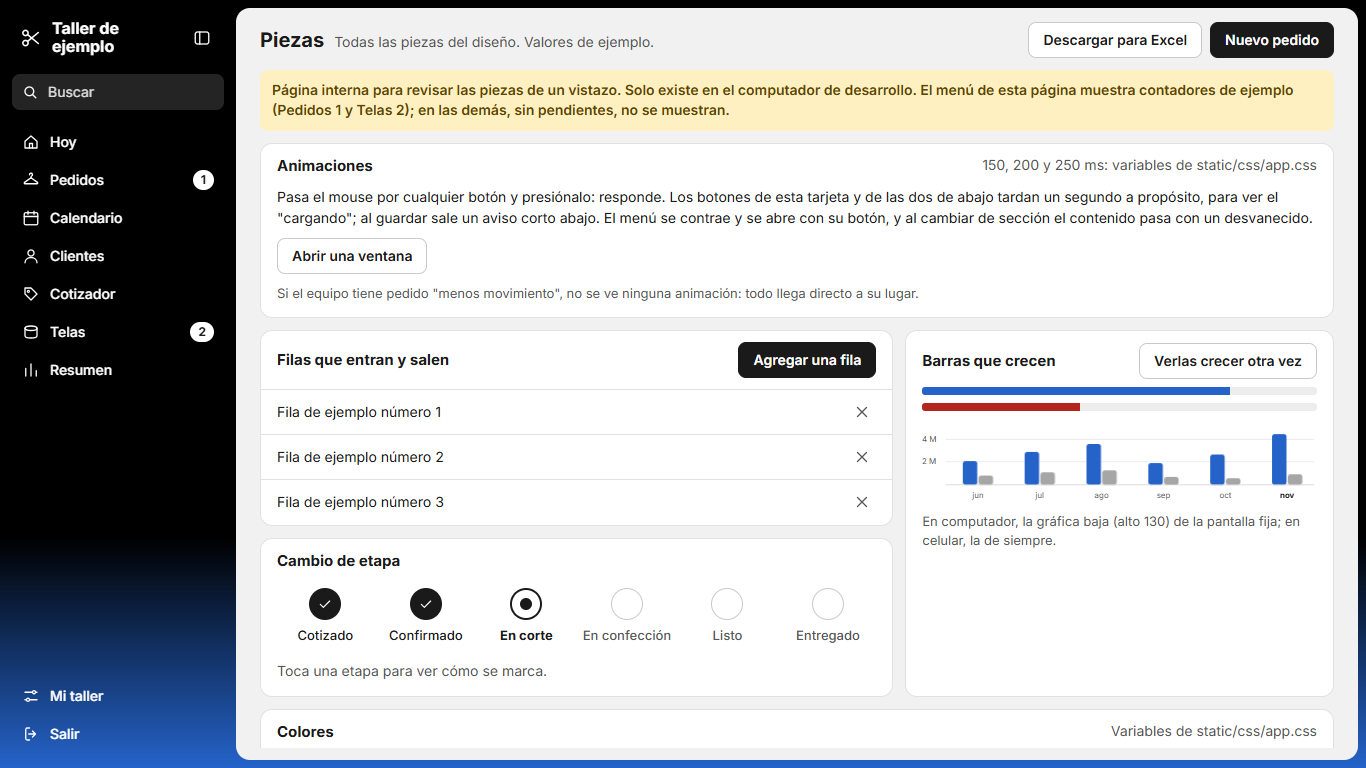 Taller de
ejemplo
Buscar
Hoy
Pedidos 1
Calendario
Clientes
Cotizador
Telas 2
Resumen
Mi taller
Salir
Piezas Todas las piezas del diseño. Valores de ejemplo.
Descargar para Excel
Nuevo pedido
Página interna para revisar las piezas de un vistazo. Solo existe en el computador de desarrollo. El menú de esta página muestra contadores de ejemplo
(Pedidos 1 y Telas 2); en las demás, sin pendientes, no se muestran.
Animaciones
150, 200 y 250 ms: variables de static/css/app.css
Pasa el mouse por cualquier botón y presiónalo: responde. Los botones de esta tarjeta y de las dos de abajo tardan un segundo a propósito, para ver el
"cargando"; al guardar sale un aviso corto abajo. El menú se contrae y se abre con su botón, y al cambiar de sección el contenido pasa con un desvanecido.
Abrir una ventana
Si el equipo tiene pedido "menos movimiento", no se ve ninguna animación: todo llega directo a su lugar.
Filas que entran y salen
Agregar una fila
Fila de ejemplo número 1
Fila de ejemplo número 2
Fila de ejemplo número 3
Barras que crecen
Verlas crecer otra vez
4 M
2 M
jun jul ago sep oct nov
En computador, la gráfica baja (alto 130) de la pantalla fija; en
celular, la de siempre.
Cambio de etapa
Cotizado Confirmado En corte En confección Listo Entregado
Toca una etapa para ver cómo se marca.
Colores
Variables de static/css/app.css